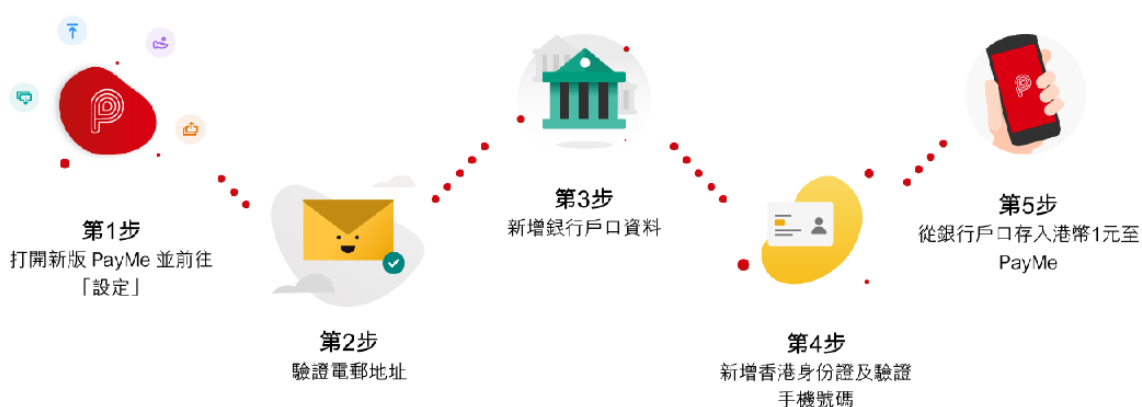 第1步
打開新版 PayMe 並前往
「設定」
第2步
驗證電郵地址
第3步
新增銀行戶口資料
第4步
新增香港身份證及驗證
手機號碼
第5步
從銀行戶口存入港幣1元至
PayMe